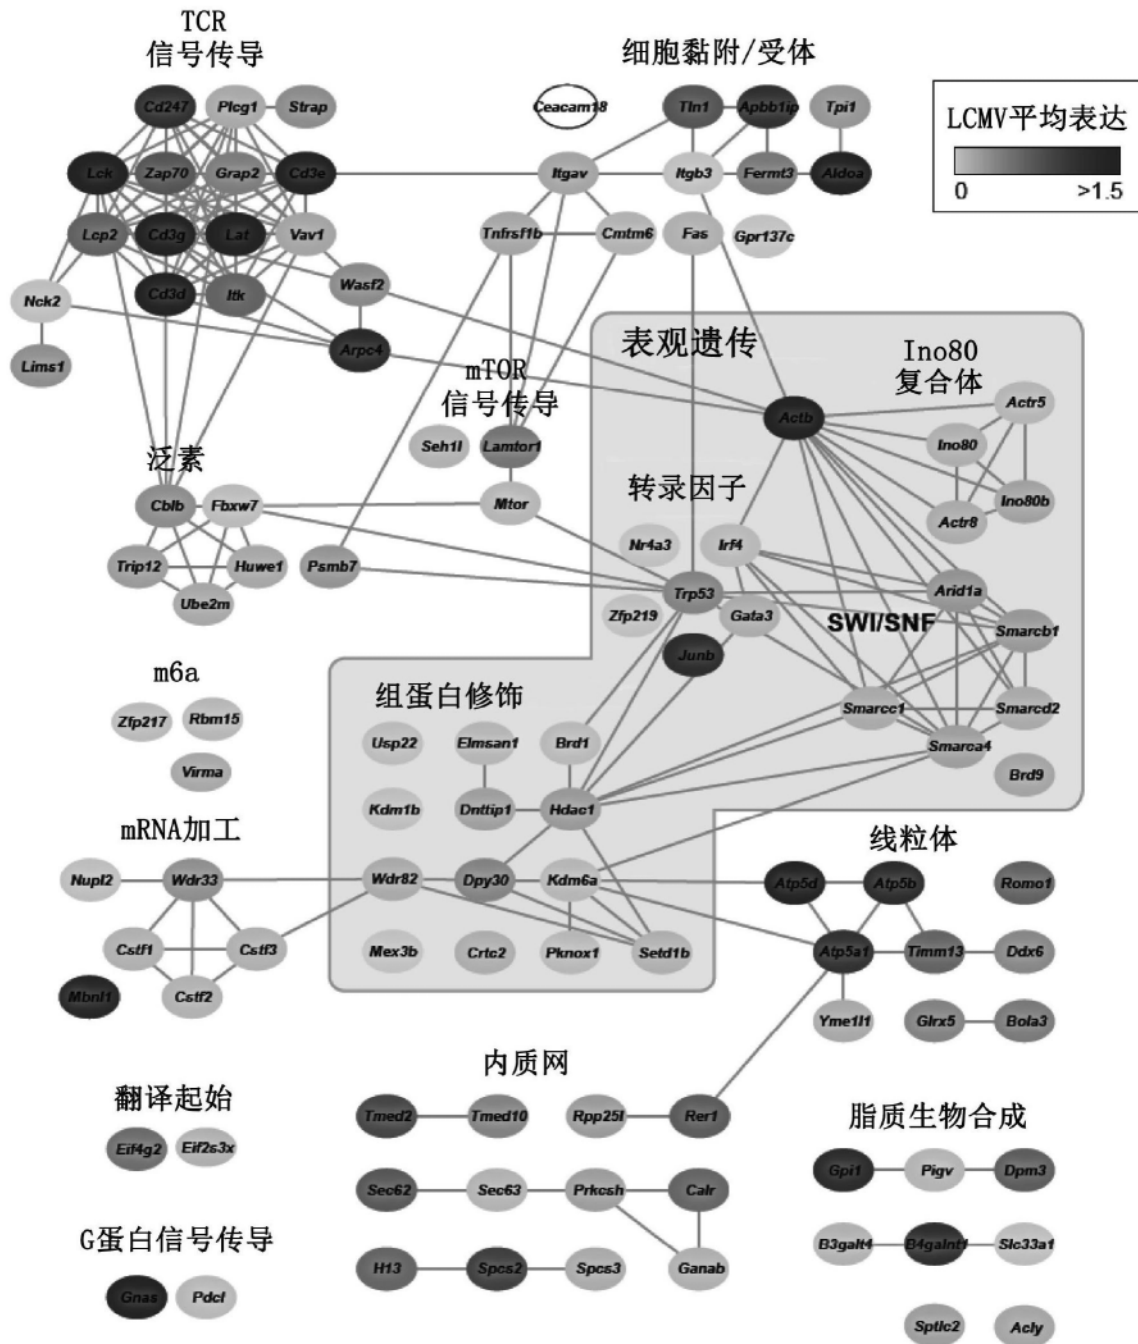 TCR
信号传导
细胞黏附/受体
Cd247
Plcg1
Strap
Ceacam18
Tln1
Apbb1ip
Tpi1
LCMV平均表达
0
>1.5
Lck
Zap70
Grap2
Cd3e
Itgav
Itgb3
Fermt3
Aldoa
Lcp2
Cd3g
Lat
Vav1
Tnfrsf1b
Cmtm6
Fas
Gpr137c
Nck2
Cd3d
Itk
Wasf2
Lims1
Arpc4
表观遗传
Ino80
复合体
mTOR
信号传导
Actb
Actr5
Seh1l
Lamtor1
Ino80
泛素
Cblb
Fbxw7
Mtor
转录因子
Ino80b
Actr8
Nr4a3
Irf4
Trip12
Huwe1
Psmb7
Ube2m
Trp53
Arid1a
Zfp219
Gata3
SWI/SNF
Smarcb1
Junb
m6a
组蛋白修饰
Smarcc1
Smarcd2
Zfp217
Rbm15
Usp22
Elmsan1
Brd1
Smarca4
Virma
Brd9
Kdm1b
Dnttip1
Hdac1
mRNA加工
线粒体
Nupl2
Wdr33
Wdr82
Dpy30
Kdm6a
Atp5d
Atp5b
Romo1
Cstf1
Cstf3
Mex3b
Crtc2
Pknox1
Setd1b
Atp5a1
Timm13
Ddx6
Mbnl1
Cstf2
Yme1l1
Glrx5
Bola3
内质网
翻译起始
Tmed2
Tmed10
Rpp25l
Rer1
脂质生物合成
Eif4g2
Eif2s3x
Gpi1
Pigv
Dpm3
Sec62
Sec63
Prkcsh
Calr
G蛋白信号传导
B3galt4
B4galnt1
Slc33a1
H13
Spcs2
Spcs3
Ganab
Gnas
Pdcl
Sptlc2
Acly